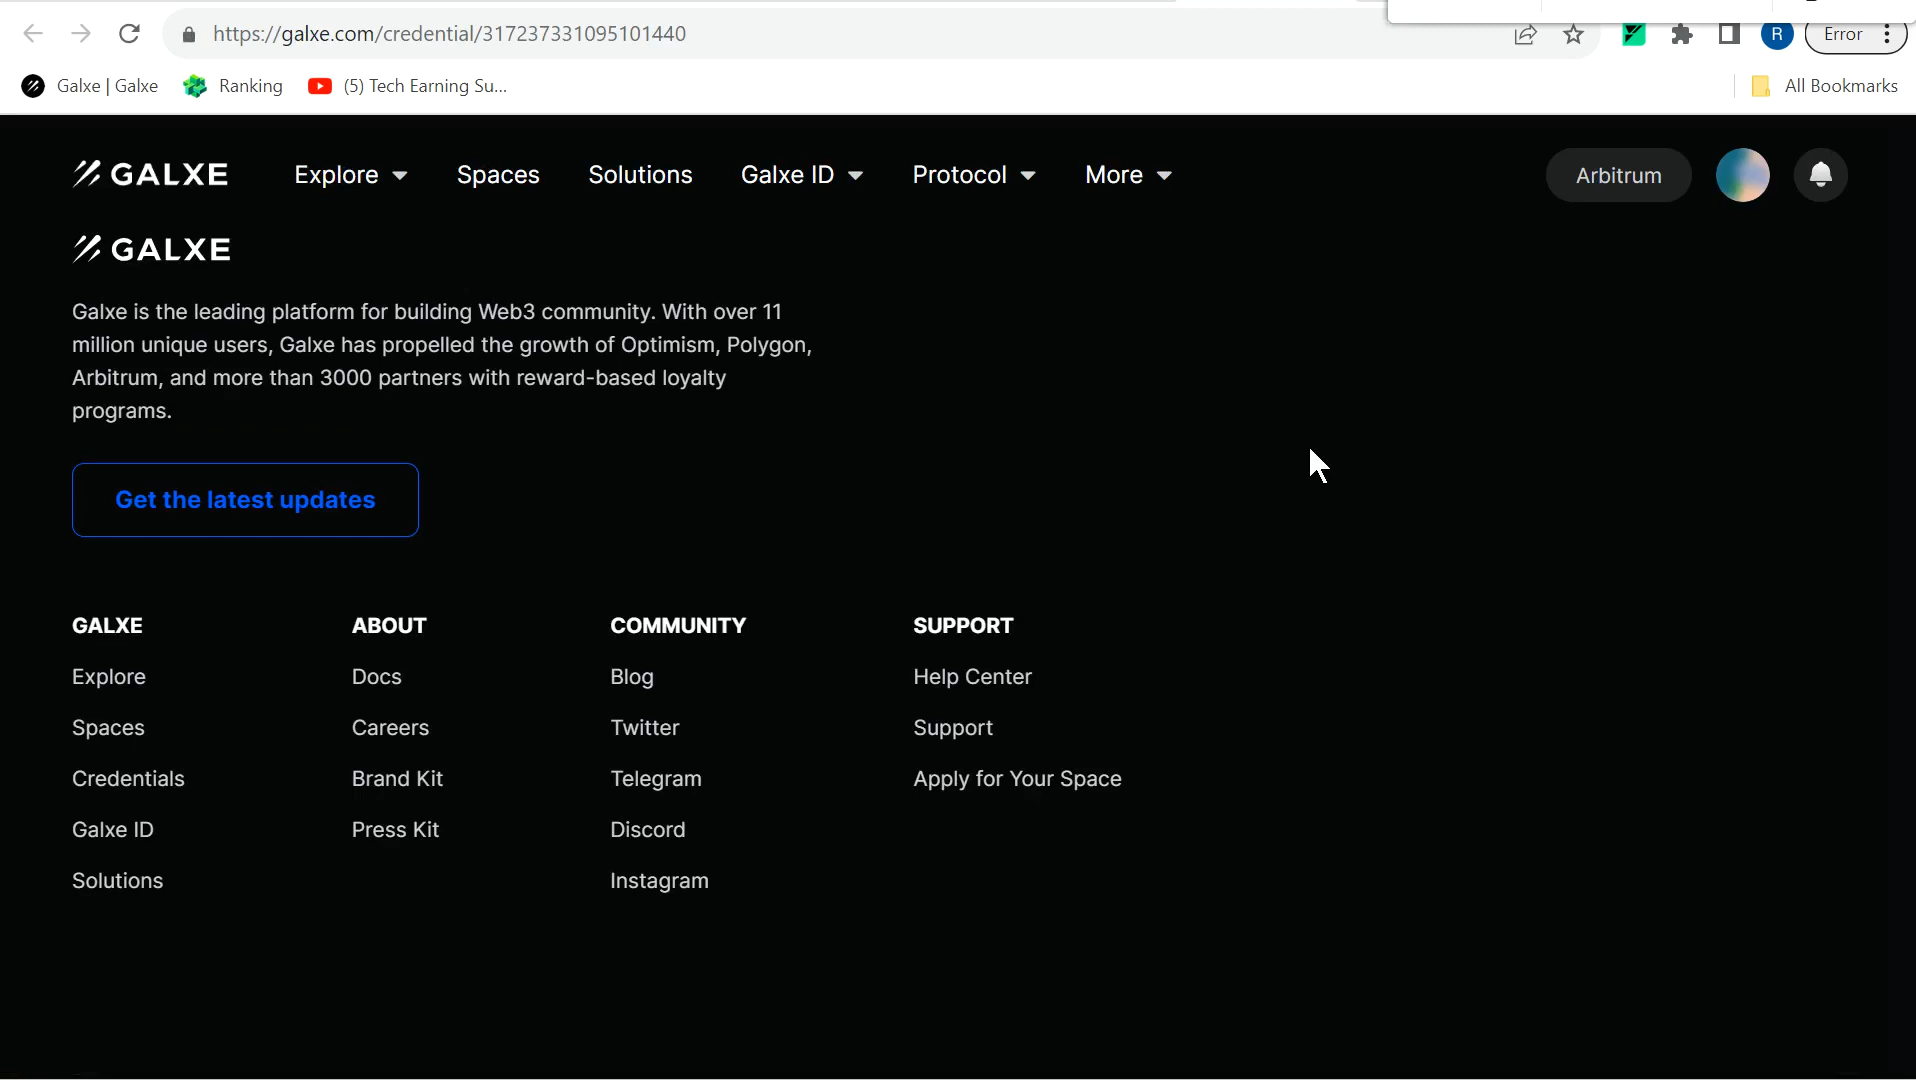 https://galxe.com/credential/317237331095101440
R
Error
Galxe | Galxe
Ranking
(5) Tech Earning Su...
All Bookmarks
GALXE
Explore
Spaces
Solutions
Galxe ID
Protocol
More
Arbitrum
GALXE
Galxe is the leading platform for building Web3 community. With over 11
million unique users, Galxe has propelled the growth of Optimism, Polygon,
Arbitrum, and more than 3000 partners with reward-based loyalty
programs.
Get the latest updates
GALXE
Explore
Spaces
Credentials
Galxe ID
Solutions
ABOUT
Docs
Careers
Brand Kit
Press Kit
COMMUNITY
Blog
Twitter
Telegram
Discord
Instagram
SUPPORT
Help Center
Support
Apply for Your Space